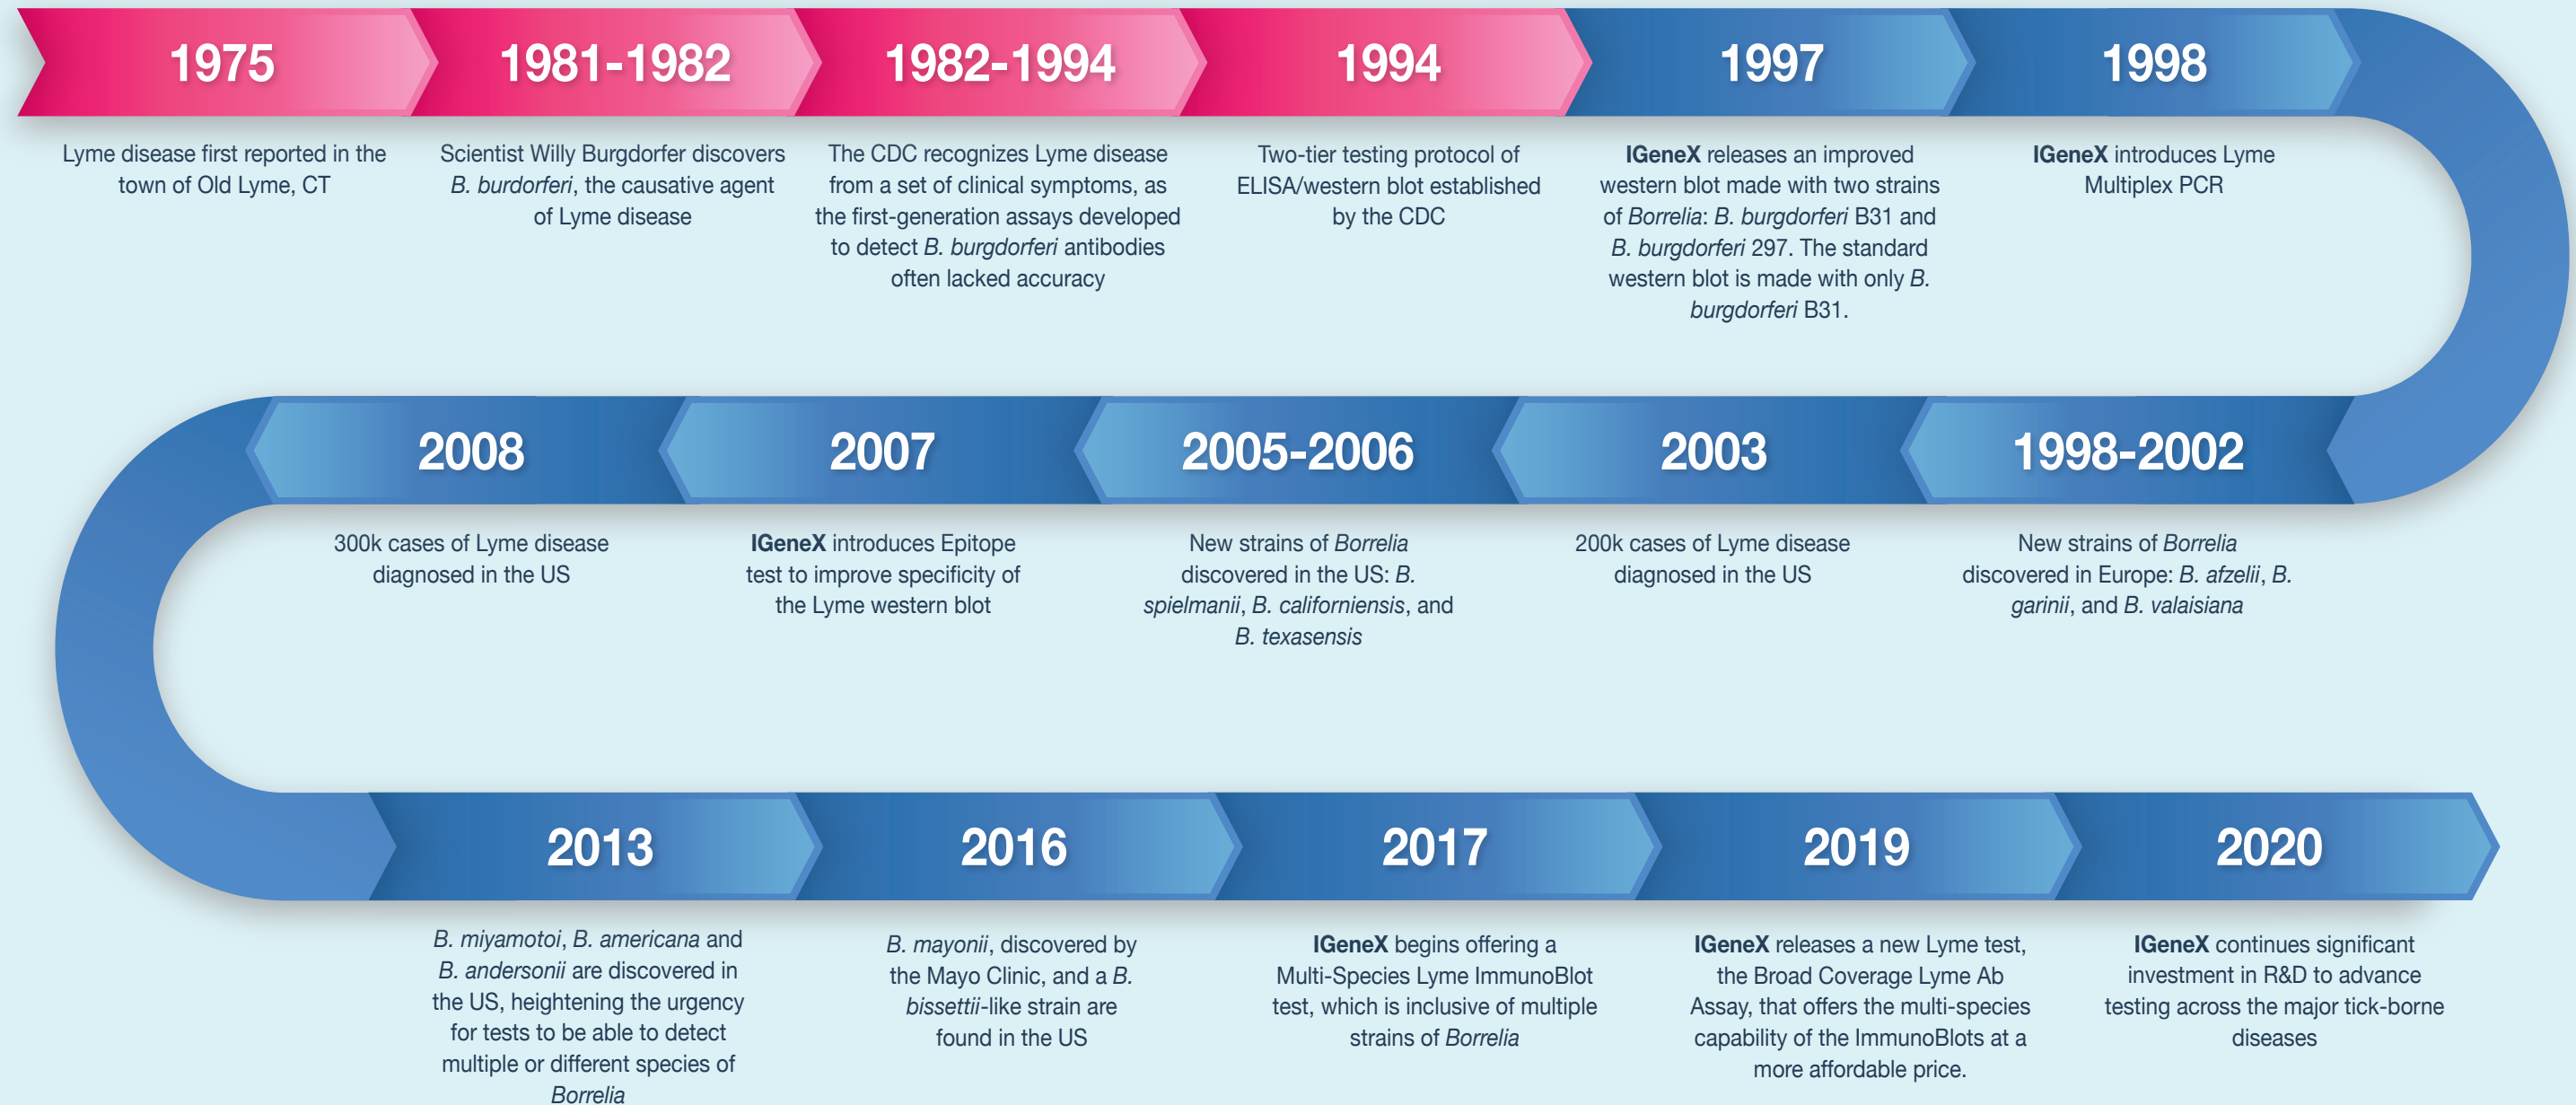 1975
Lyme disease first reported in the
town of Old Lyme, CT
1981-1982
Scientist Willy Burgdorfer discovers
B. burdorferi, the causative agent
of Lyme disease
1982-1994
The CDC recognizes Lyme disease
from a set of clinical symptoms, as
the first-generation assays developed
to detect B. burgdorferi antibodies
often lacked accuracy
1994
Two-tier testing protocol of
ELISA/western blot established
by the CDC
1997
IGeneX releases an improved
western blot made with two strains
of Borrelia: B. burgdorferi B31 and
B. burgdorferi 297. The standard
western blot is made with only B.
burgdorferi B31.
1998
IGeneX introduces Lyme
Multiplex PCR
1998-2002
New strains of Borrelia
discovered in Europe: B. afzelii, B.
garinii, and B. valaisiana
2003
200k cases of Lyme disease
diagnosed in the US
2005-2006
New strains of Borrelia
discovered in the US: B.
spielmanii, B. californiensis, and
B. texasensis
2007
IGeneX introduces Epitope
test to improve specificity of
the Lyme western blot
2008
300k cases of Lyme disease
diagnosed in the US
2013
B. miyamotoi, B. americana and
B. andersonii are discovered in
the US, heightening the urgency
for tests to be able to detect
multiple or different species of
Borrelia
2016
B. mayonii, discovered by
the Mayo Clinic, and a B.
bissettii-like strain are
found in the US
2017
IGeneX begins offering a
Multi-Species Lyme ImmunoBlot
test, which is inclusive of multiple
strains of Borrelia
2019
IGeneX releases a new Lyme test,
the Broad Coverage Lyme Ab
Assay, that offers the multi-species
capability of the ImmunoBlots at a
more affordable price.
2020
IGeneX continues significant
investment in R&D to advance
testing across the major tick-borne
diseases